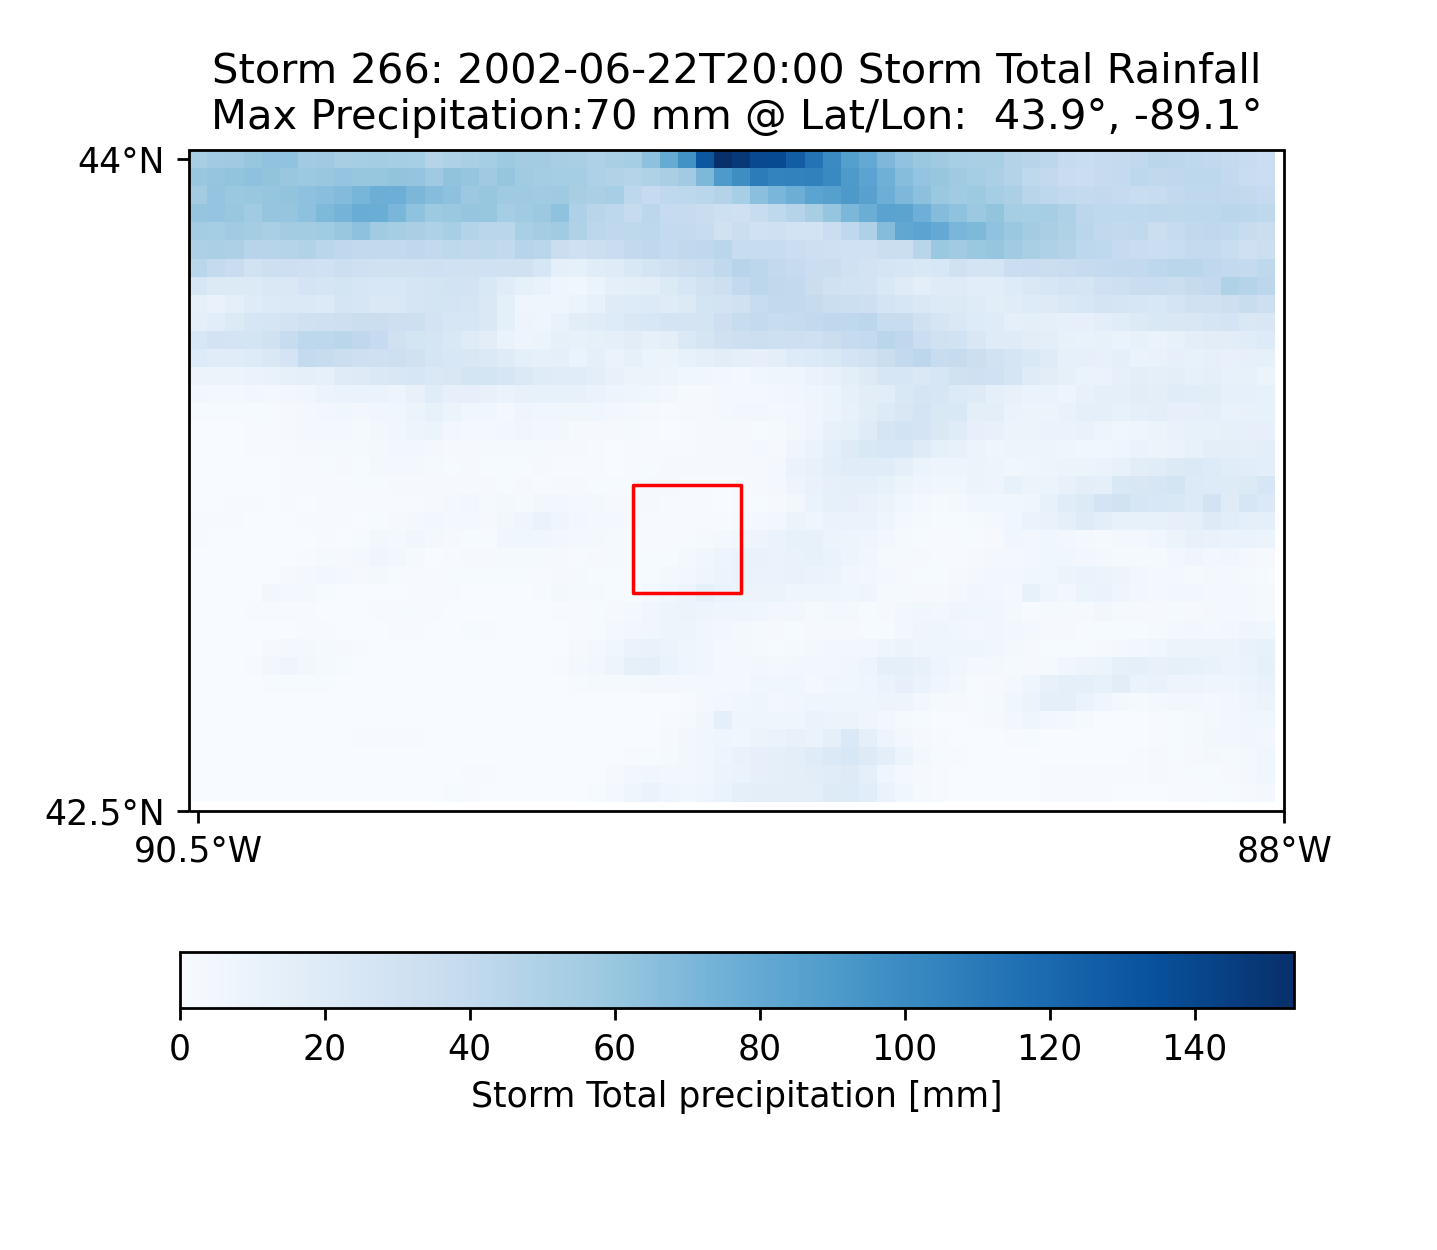 Storm 266: 2002-06-22T20:00 Storm Total Rainfall
Max Precipitation:70 mm @ Lat/Lon:  43.9°, -89.1°
44°N
42.5°N
90.5°W 88°W
0 20 40 60 80 100 120 140
Storm Total precipitation [mm]